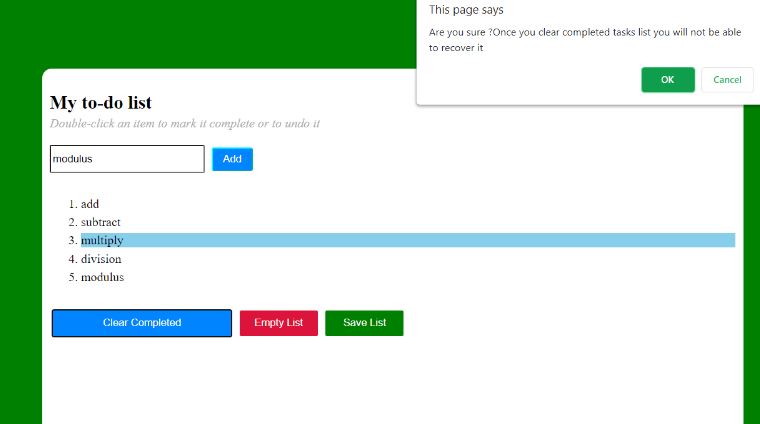 This page says
Are you sure ?Once you clear completed tasks list you will not be able
to recover it
OK Cancel
My to-do list
Double-click an item to mark it complete or to undo it
modulus Add
1. add
2. subtract
3. multiply
4. division
5. modulus
Clear Completed Empty List Save List